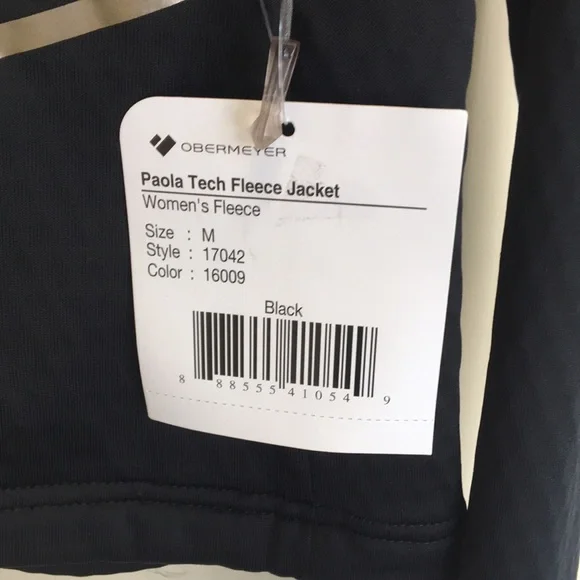 OBERMEYER
Paola Tech Fleece Jacket
Women's Fleece
Size : M
Style : 17042
Color : 16009
Black
8 88555 41054 9